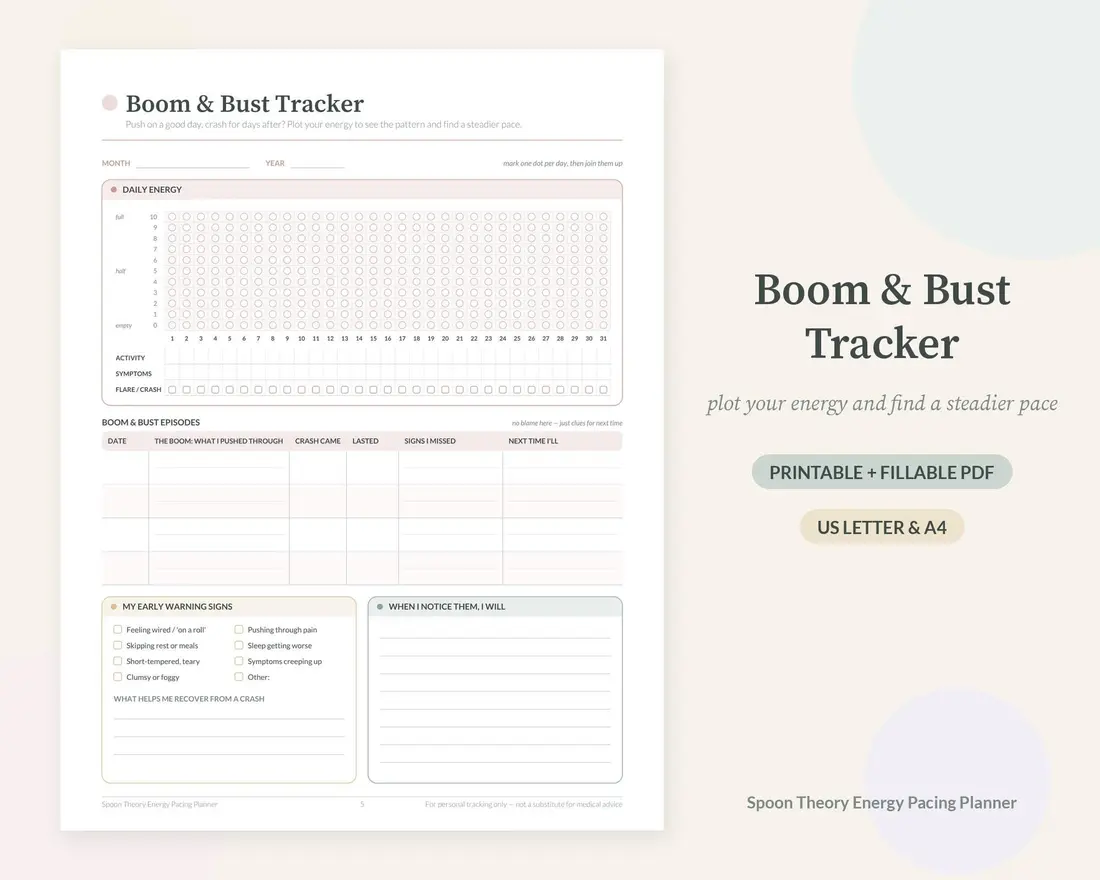 Boom & Bust Tracker
Push on a good day, crash for days after? Plot your energy to see the pattern and find a steadier pace.
MONTH YEAR mark one dot per day, then join them up
DAILY ENERGY
full 10
9
8
7
6
half 5
4
3
2
1
empty 0
1 2 3 4 5 6 7 8 9 10 11 12 13 14 15 16 17 18 19 20 21 22 23 24 25 26 27 28 29 30 31
ACTIVITY
SYMPTOMS
FLARE / CRASH
BOOM & BUST EPISODES no blame here – just clues for next time
DATE THE BOOM: WHAT I PUSHED THROUGH CRASH CAME LASTED SIGNS I MISSED NEXT TIME I'LL
MY EARLY WARNING SIGNS
Feeling wired / 'on a roll' Pushing through pain
Skipping rest or meals Sleep getting worse
Short-tempered, teary Symptoms creeping up
Clumsy or foggy Other:
WHAT HELPS ME RECOVER FROM A CRASH
WHEN I NOTICE THEM, I WILL
Spoon Theory Energy Pacing Planner 5 For personal tracking only – not a substitute for medical advice
Boom & Bust
Tracker
plot your energy and find a steadier pace
PRINTABLE + FILLABLE PDF
US LETTER & A4
Spoon Theory Energy Pacing Planner